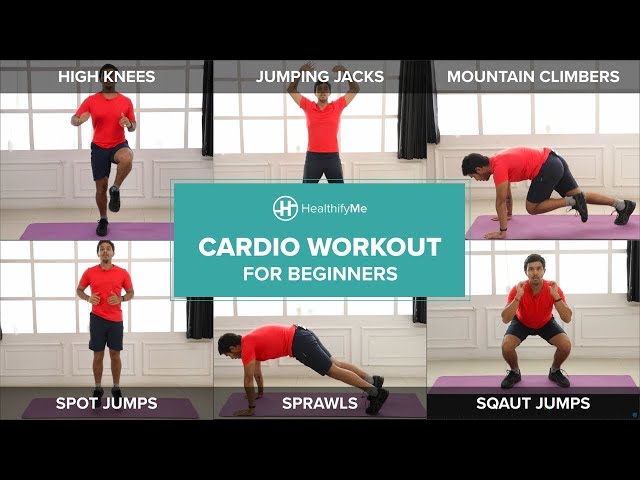 HIGH KNEES
JUMPING JACKS
MOUNTAIN CLIMBERS
HealthifyMe
CARDIO WORKOUT
FOR BEGINNERS
SPOT JUMPS
SPRAWLS
SQAUT JUMPS